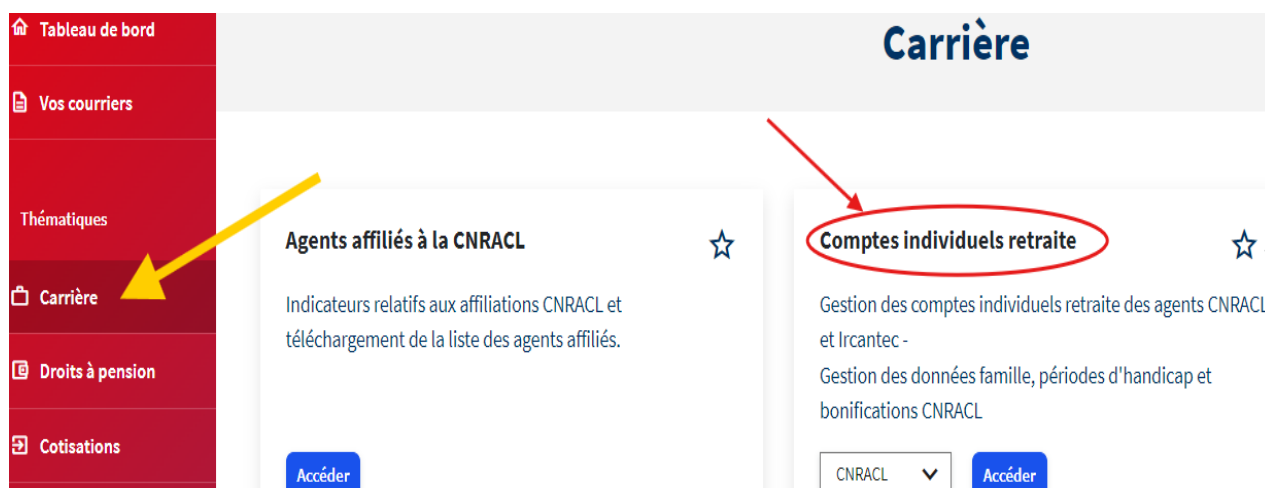 Tableau de bord
Vos courriers
Thématiques
Carrière
Droits à pension
Cotisations
Carrière
Agents affiliés à la CNRACL
Indicateurs relatifs aux affiliations CNRACL et
téléchargement de la liste des agents affiliés.
Accéder
Comptes individuels retraite
Gestion des comptes individuels retraite des agents CNRACL
et Ircantec -
Gestion des données famille, périodes d'handicap et
bonifications CNRACL
CNRACL
Accéder